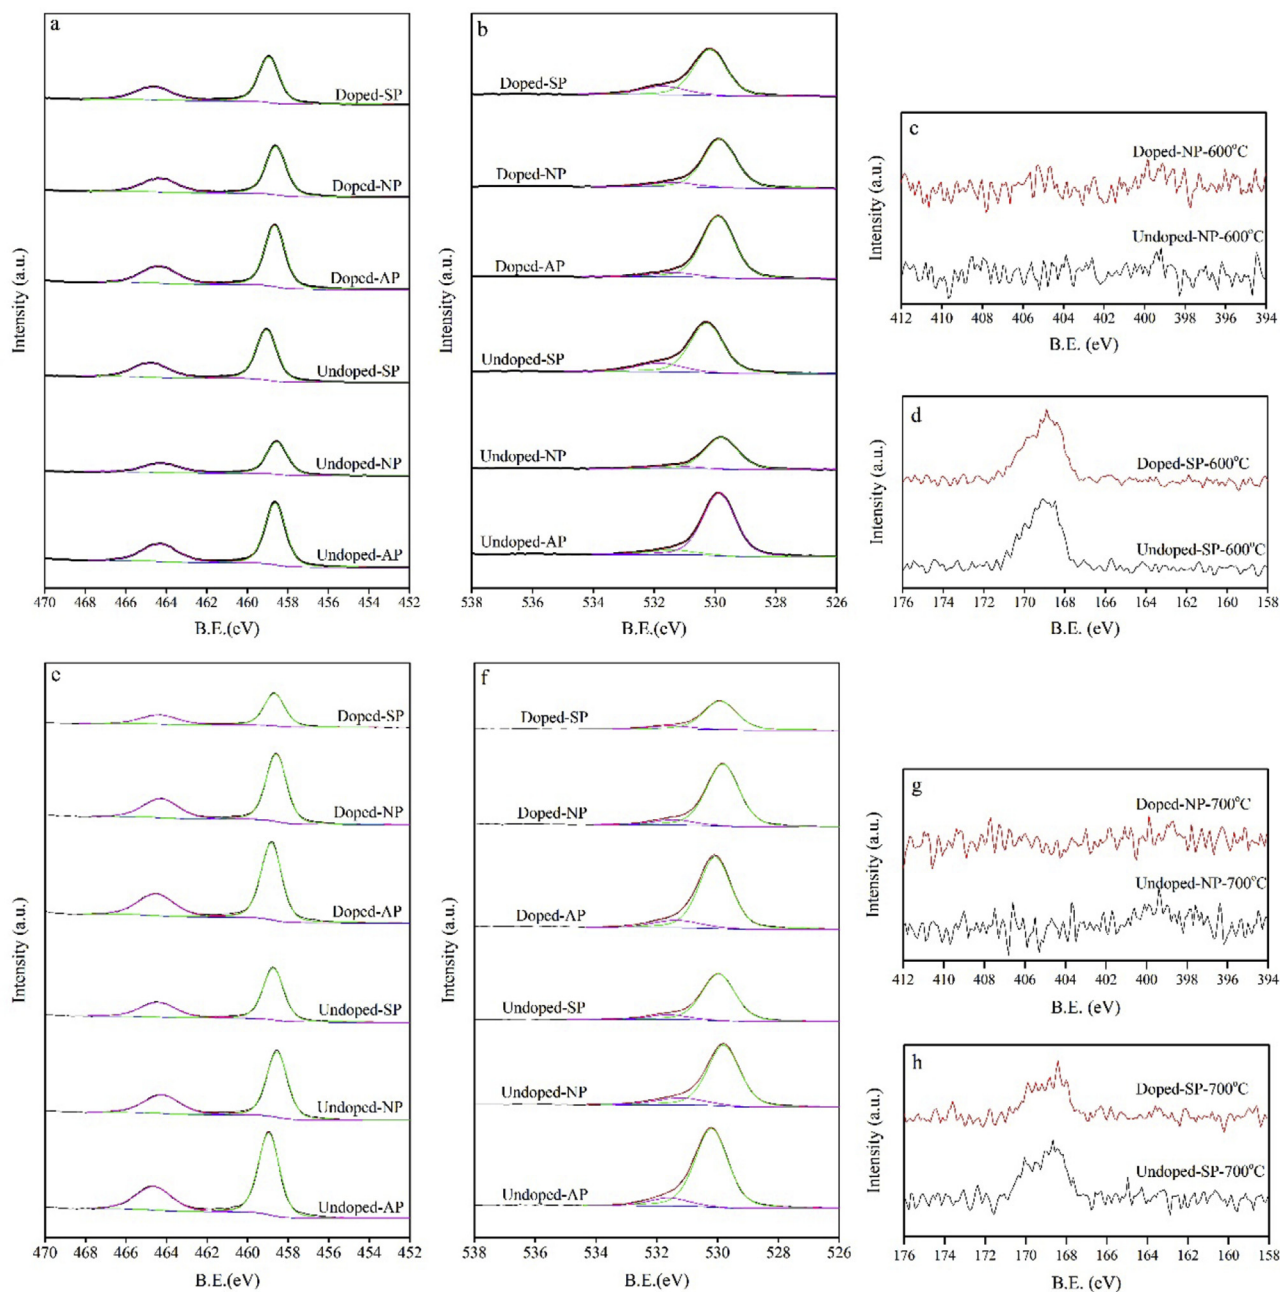 a
Doped-SP
Doped-NP
Doped-AP
Undoped-SP
Undoped-NP
Undoped-AP
Intensity (a.u.)
470 466 462 458 454 452
B.E.(eV)
b
Doped-SP
Doped-NP
Doped-AP
Undoped-SP
Undoped-NP
Undoped-AP
Intensity (a.u.)
538 536 534 532 530 528 526
B.E.(eV)
c
Doped-NP-600°C
Undoped-NP-600°C
Intensity (a.u.)
412 410 408 406 404 402 400 398 396 394
B.E. (eV)
d
Doped-SP-600°C
Undoped-SP-600°C
Intensity (a.u.)
176 174 172 170 168 166 164 162 160 158
B.E. (eV)
e
Doped-SP
Doped-NP
Doped-AP
Undoped-SP
Undoped-NP
Undoped-AP
Intensity (a.u.)
470 466 462 458 454 452
B.E.(eV)
f
Doped-SP
Doped-NP
Doped-AP
Undoped-SP
Undoped-NP
Undoped-AP
Intensity (a.u.)
538 536 534 532 530 528 526
B.E.(eV)
g
Doped-NP-700°C
Undoped-NP-700°C
Intensity (a.u.)
412 410 408 406 404 402 400 398 396 394
B.E. (eV)
h
Doped-SP-700°C
Undoped-SP-700°C
Intensity (a.u.)
176 174 172 170 168 166 164 162 160 158
B.E. (eV)